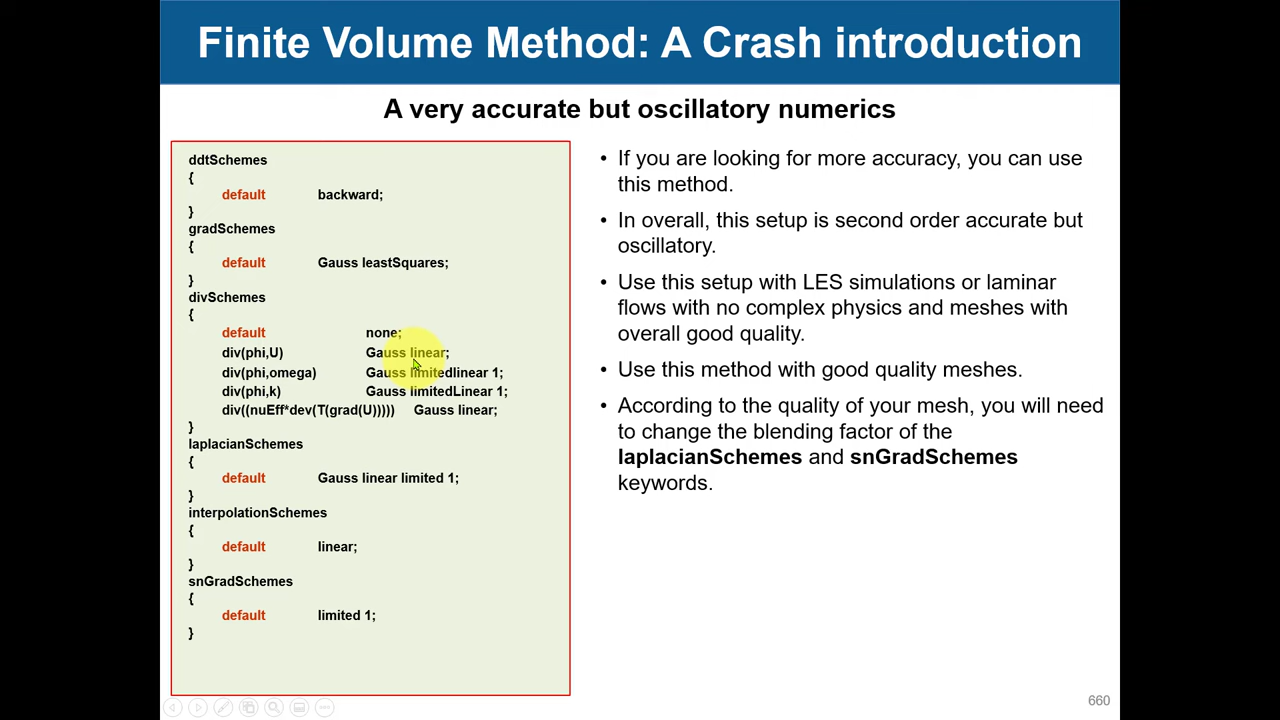 Finite Volume Method: A Crash introduction
A very accurate but oscillatory numerics
ddtSchemes
{
default backward;
}
gradSchemes
{
default Gauss leastSquares;
}
divSchemes
{
default none;
div(phi,U) Gauss linear;
div(phi,omega) Gauss limitedlinear 1;
div(phi,k) Gauss limitedLinear 1;
div((nuEff*dev(T(grad(U))))) Gauss linear;
}
laplacianSchemes
{
default Gauss linear limited 1;
}
interpolationSchemes
{
default linear;
}
snGradSchemes
{
default limited 1;
}
• If you are looking for more accuracy, you can use
this method.
• In overall, this setup is second order accurate but
oscillatory.
• Use this setup with LES simulations or laminar
flows with no complex physics and meshes with
overall good quality.
• Use this method with good quality meshes.
• According to the quality of your mesh, you will need
to change the blending factor of the
laplacianSchemes and snGradSchemes
keywords.
660